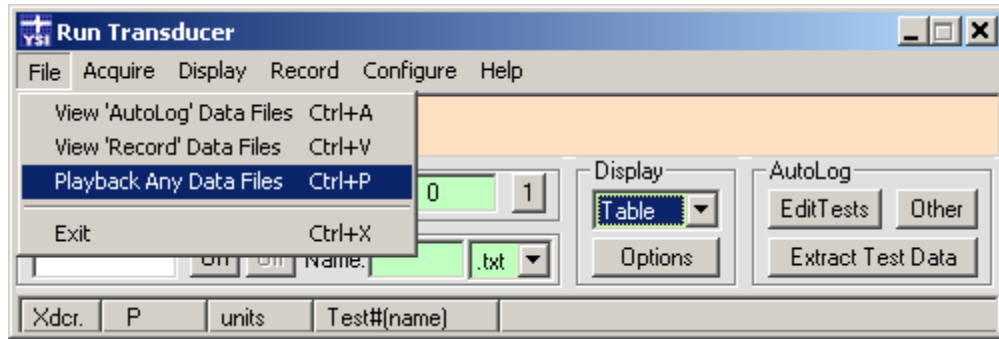 YSI Run Transducer
File Acquire Display Record Configure Help
View 'AutoLog' Data Files Ctrl+A
View 'Record' Data Files Ctrl+V
Playback Any Data Files Ctrl+P
Exit Ctrl+X
0 1
Display
Table
Options
AutoLog
EditTests Other
Extract Test Data
On Off Name: .txt
Xdcr. P units Test#(name)